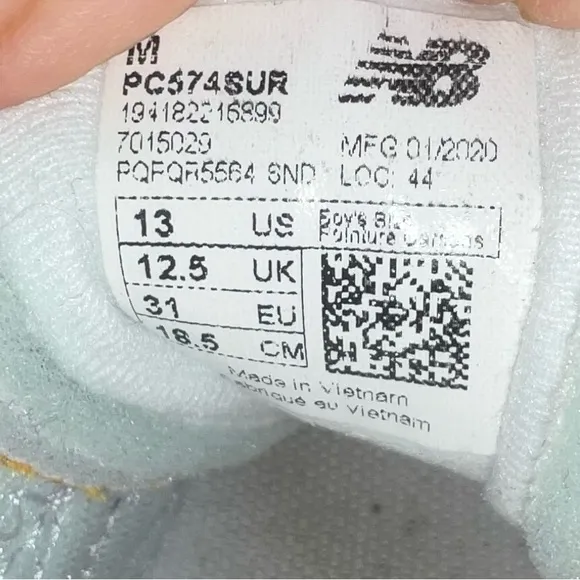 M
NB
PC574SUR
194182216899
7015029 MFG 01/2020
PQFQR5564 SND LOC: 44
13 US Boy's Size
Pointure Garçons
12.5 UK
31 EU
18.5 CM
Made in Vietnam
Fabriqué au Vietnam